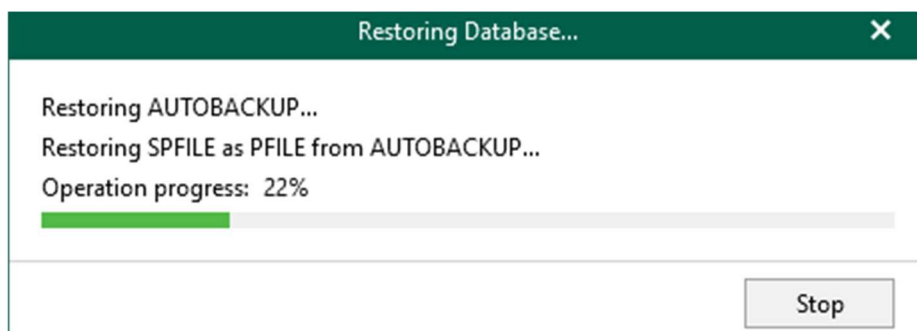 Restoring Database...
Restoring AUTOBACKUP...
Restoring SPFILE as PFILE from AUTOBACKUP...
Operation progress: 22%
Stop